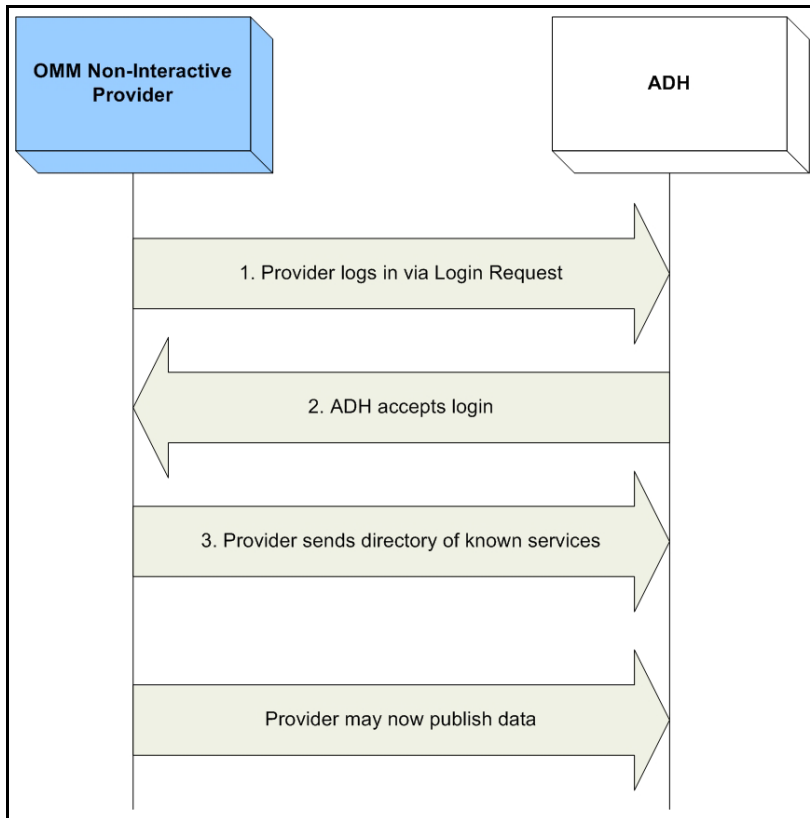 OMM Non-Interactive
Provider
ADH
1. Provider logs in via Login Request
2. ADH accepts login
3. Provider sends directory of known services
Provider may now publish data